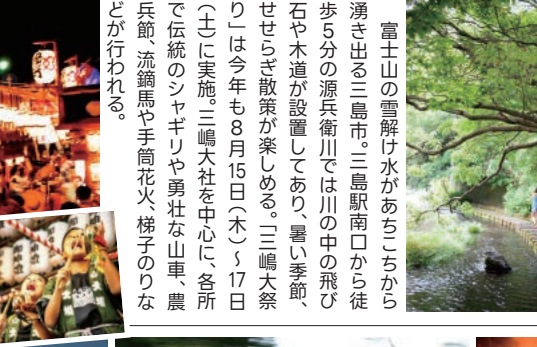 富士山の雪解け水があちこちから
湧き出る三島市。三島駅南口から徒
歩5分の源兵衛川では川の中の飛び
石や木道が設置してあり、暑い季節、
せせらぎ散策が楽しめる。「三嶋大祭
り」は今年も8月15日(木)〜17日
(土)に実施。三嶋大社を中心に、各所
で伝統のシャギリや勇壮な山車、農
兵節、流鏑馬や手筒花火、梯子のりな
どが行われる。